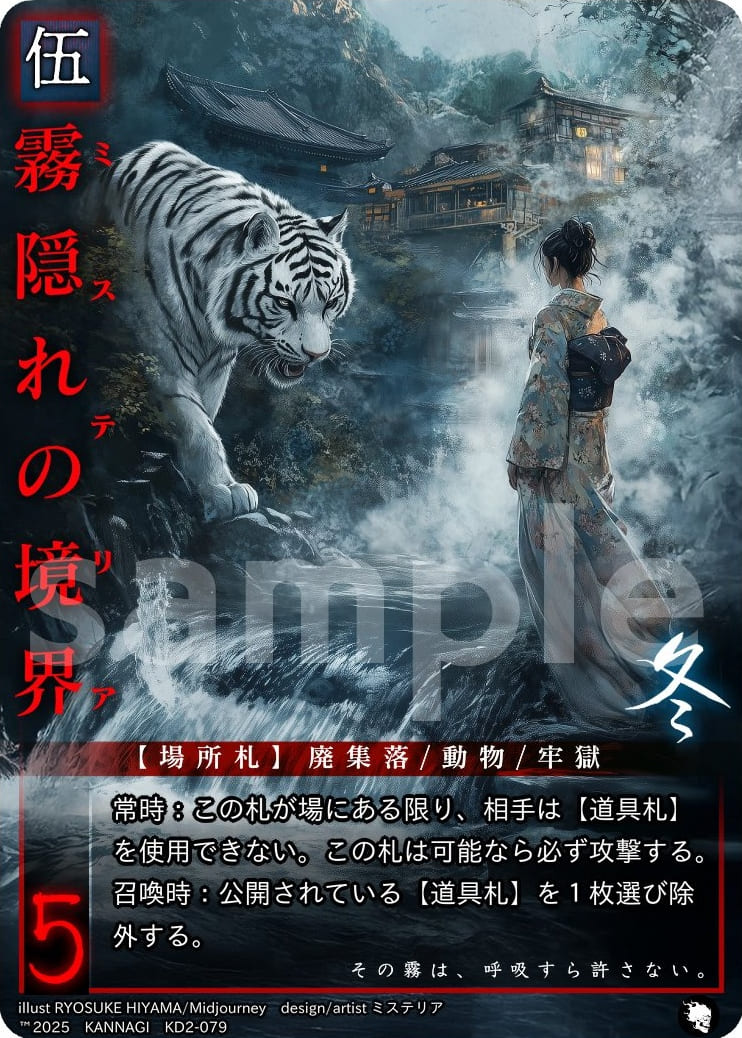 伍
霧隠れの境界
ミステリア
sample
冬
【場所札】廃集落/動物/牢獄
常時：この札が場にある限り、相手は【道具札】
を使用できない。この札は可能なら必ず攻撃する。
召喚時：公開されている【道具札】を１枚選び除
外する。
5
その霧は、呼吸すら許さない。
illust RYOSUKE HIYAMA/Midjourney design/artist ミステリア
™2025 KANNAGI KD2-079